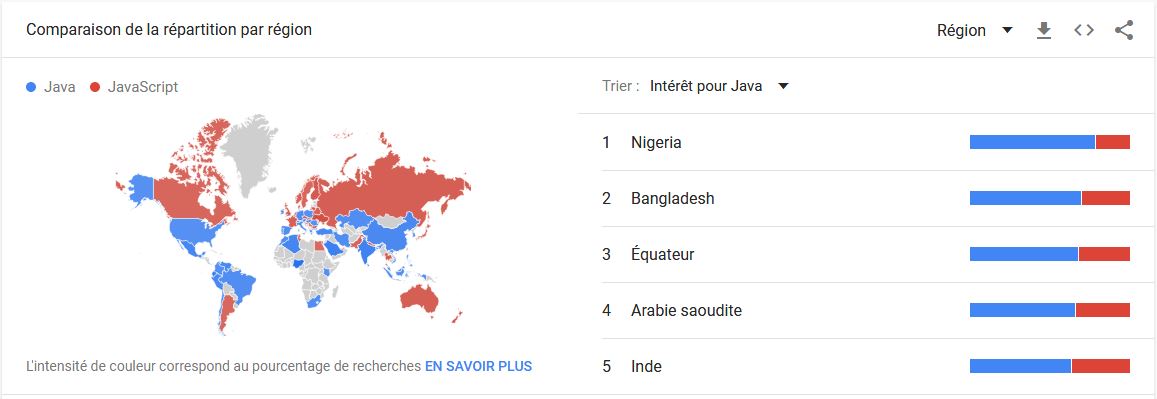 Comparaison de la répartition par région
Région
Java JavaScript
Trier : Intérêt pour Java
1 Nigeria
2 Bangladesh
3 Équateur
4 Arabie saoudite
5 Inde
L'intensité de couleur correspond au pourcentage de recherches EN SAVOIR PLUS